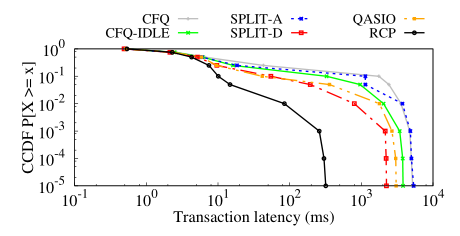 CFQ SPLIT-A QASIO
CFQ-IDLE SPLIT-D RCP
CCDF P[X >= x]
10^0
10^-1
10^-2
10^-3
10^-4
10^-5
10^-1 10^0 10^1 10^2 10^3 10^4
Transaction latency (ms)